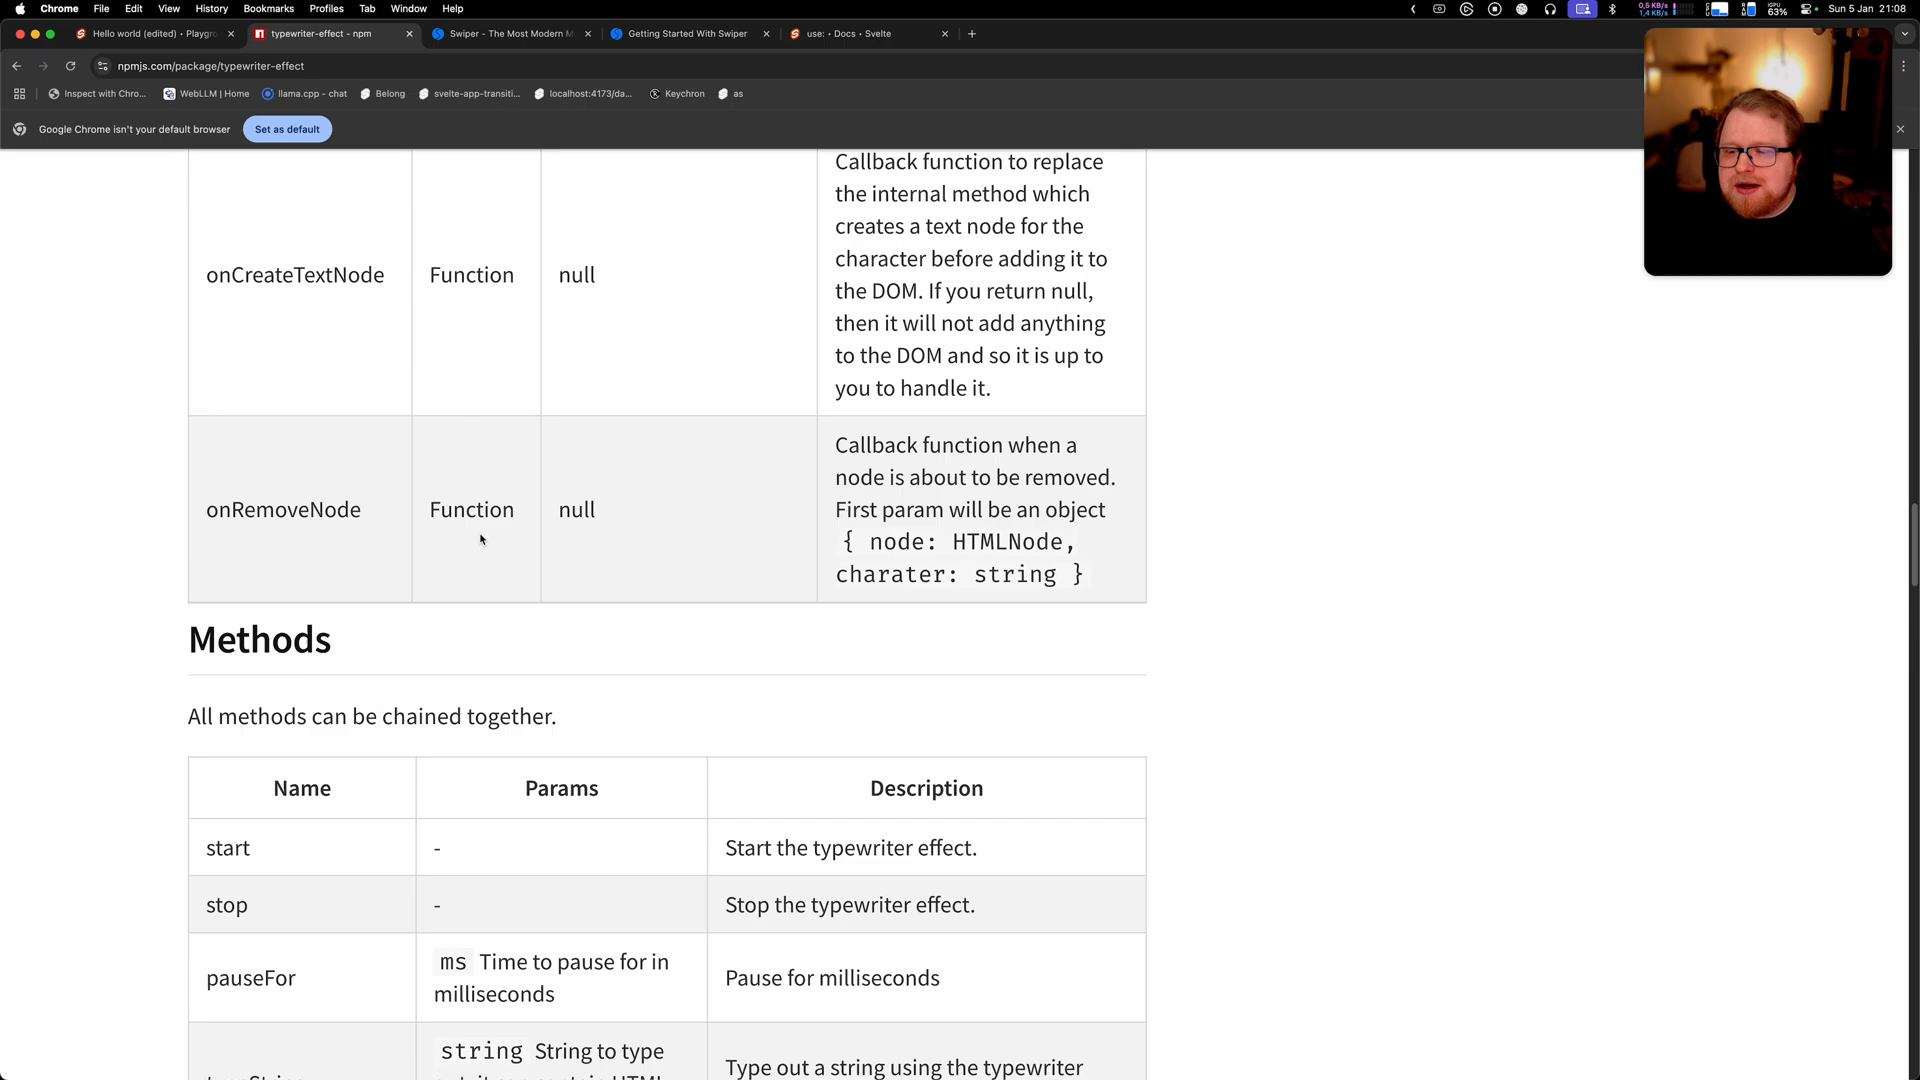 Chrome File Edit View History Bookmarks Profiles Tab Window Help
0,5 KB/s
1,4 KB/s
63%
Sun 5 Jan 21:08
Hello world (edited) • Playgro
typewriter-effect - npm
Swiper - The Most Modern M
Getting Started With Swiper
use: • Docs • Svelte
npmjs.com/package/typewriter-effect
Inspect with Chro...
WebLLM | Home
llama.cpp - chat
Belong
svelte-app-transiti...
localhost:4173/da...
Keychron
as
Google Chrome isn't your default browser
Set as default
onCreateTextNode
Function
null
Callback function to replace
the internal method which
creates a text node for the
character before adding it to
the DOM. If you return null,
then it will not add anything
to the DOM and so it is up to
you to handle it.
onRemoveNode
Function
null
Callback function when a
node is about to be removed.
First param will be an object
{ node: HTMLNode,
charater: string }
Methods
All methods can be chained together.
Name
Params
Description
start
-
Start the typewriter effect.
stop
-
Stop the typewriter effect.
pauseFor
ms Time to pause for in
milliseconds
Pause for milliseconds
string String to type
Type out a string using the typewriter